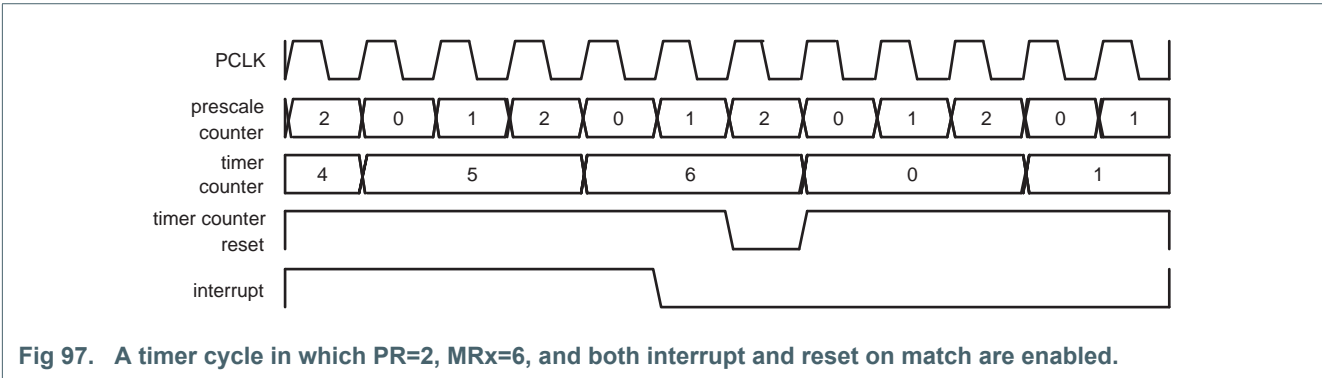 PCLK
prescale
counter
2 0 1 2 0 1 2 0 1 2 0 1
timer
counter
4 5 6 0 1
timer counter
reset
interrupt
Fig 97. A timer cycle in which PR=2, MRx=6, and both interrupt and reset on match are enabled.